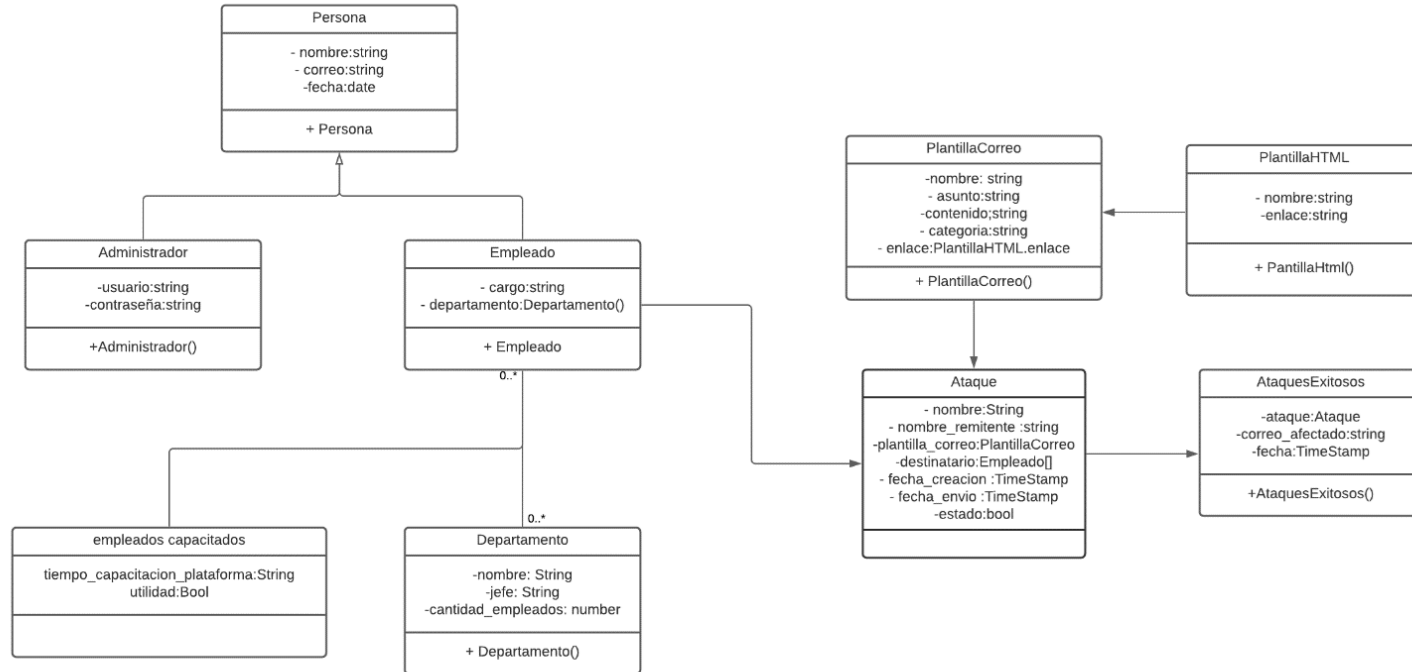 Persona
- nombre:string
- correo:string
-fecha:date
+ Persona
Administrador
-usuario:string
-contraseña:string
+Administrador()
Empleado
- cargo:string
- departamento:Departamento()
+ Empleado
0..*
0..*
empleados capacitados
tiempo_capacitacion_plataforma:String
utilidad:Bool
Departamento
-nombre: String
-jefe: String
-cantidad_empleados: number
+ Departamento()
PlantillaCorreo
-nombre: string
- asunto:string
-contenido;string
- categoria:string
- enlace:PlantillaHTML.enlace
+ PlantillaCorreo()
PlantillaHTML
- nombre:string
-enlace:string
+ PantillaHtml()
Ataque
- nombre:String
- nombre_remitente :string
-plantilla_correo:PlantillaCorreo
-destinatario:Empleado[]
- fecha_creacion :TimeStamp
- fecha_envio :TimeStamp
-estado:bool
AtaquesExitosos
-ataque:Ataque
-correo_afectado:string
-fecha:TimeStamp
+AtaquesExitosos()